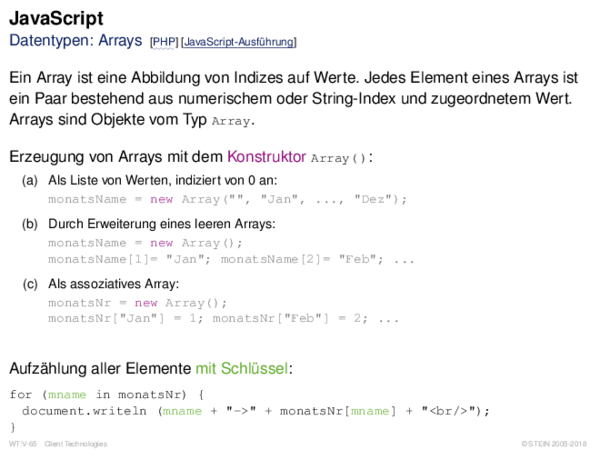 JavaScript
Datentypen: Arrays [PHP] [JavaScript-Ausführung]
Ein Array ist eine Abbildung von Indizes auf Werte. Jedes Element eines Arrays ist
ein Paar bestehend aus numerischem oder String-Index und zugeordnetem Wert.
Arrays sind Objekte vom Typ Array.
Erzeugung von Arrays mit dem Konstruktor Array():
(a) Als Liste von Werten, indiziert von 0 an:
monatsName = new Array("", "Jan", ..., "Dez");
(b) Durch Erweiterung eines leeren Arrays:
monatsName = new Array();
monatsName[1]= "Jan"; monatsName[2]= "Feb"; ...
(c) Als assoziatives Array:
monatsNr = new Array();
monatsNr["Jan"] = 1; monatsNr["Feb"] = 2; ...
Aufzählung aller Elemente mit Schlüssel:
for (mname in monatsNr) {
document.writeln (mname + "->" + monatsNr[mname] + "<br/>");
}
WT:V-65 Client Technologies © STEIN 2005-2018